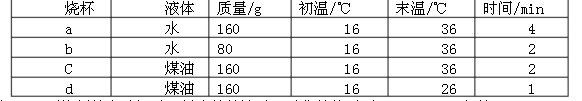 烧杯 液体 质量/g 初温/℃ 末温/℃ 时间/min
a 水 160 16 36 4
b 水 80 16 36 2
C 煤油 160 16 36 2
d 煤油 160 16 26 1